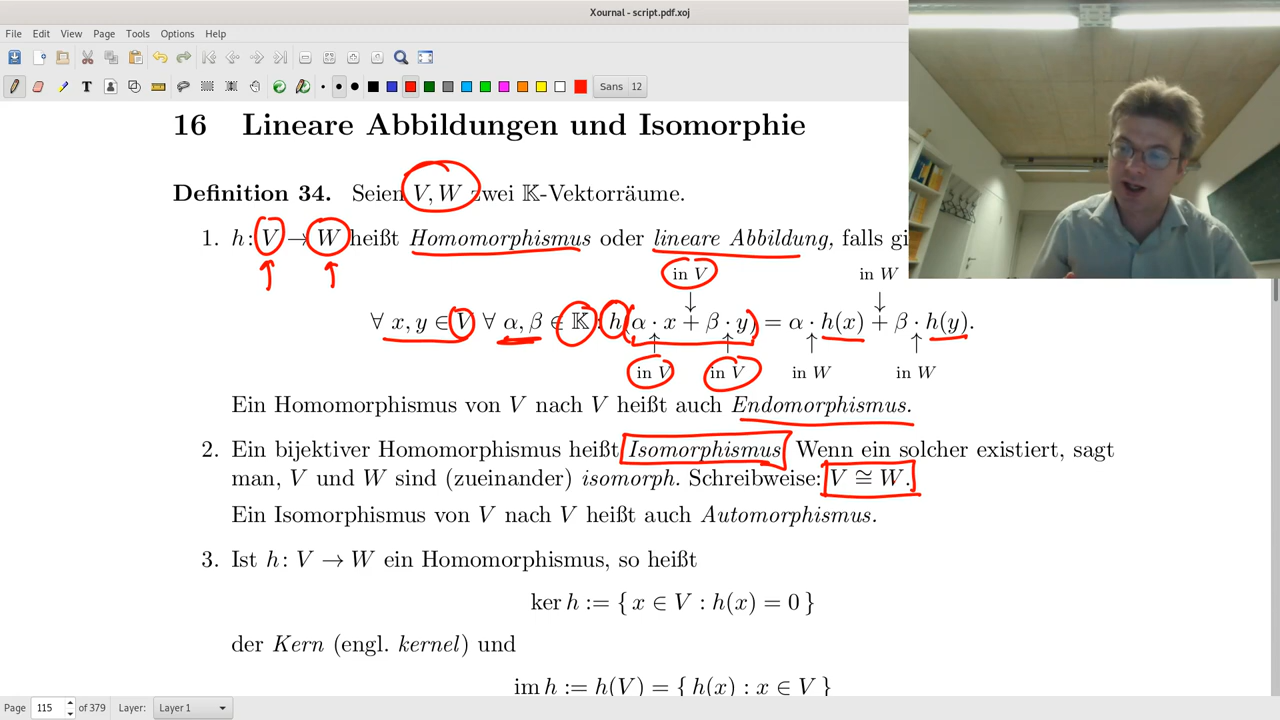 Xournal - script.pdf.xoj
File Edit View Page Tools Options Help
Sans 12
16 Lineare Abbildungen und Isomorphie
Definition 34. Seien V, W zwei 𝕂-Vektorräume.
1. h: V → W heißt Homomorphismus oder lineare Abbildung, falls gi
in V in W
↓ ↓
∀ x, y ∈ V ∀ α, β ∈ 𝕂 : h(α · x + β · y) = α · h(x) + β · h(y).
↑ ↑ ↑ ↑
in V in V in W in W
Ein Homomorphismus von V nach V heißt auch Endomorphismus.
2. Ein bijektiver Homomorphismus heißt Isomorphismus. Wenn ein solcher existiert, sagt
man, V und W sind (zueinander) isomorph. Schreibweise: V ≅ W.
Ein Isomorphismus von V nach V heißt auch Automorphismus.
3. Ist h: V → W ein Homomorphismus, so heißt
ker h := { x ∈ V : h(x) = 0 }
der Kern (engl. kernel) und
im h := h(V) = { h(x) : x ∈ V }
Page 115 of 379 Layer: Layer 1